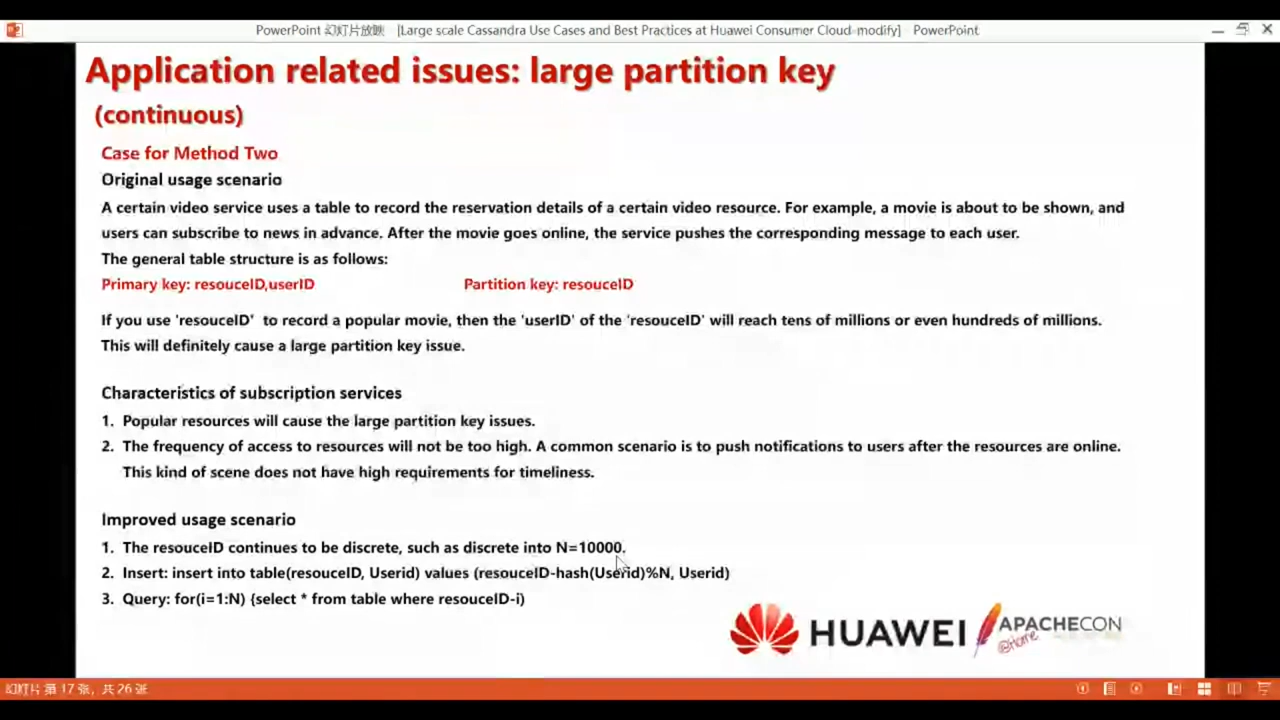 PowerPoint 幻灯片放映 [Large scale Cassandra Use Cases and Best Practices at Huawei Consumer Cloud-modify] PowerPoint
Application related issues: large partition key
(continuous)
Case for Method Two
Original usage scenario
A certain video service uses a table to record the reservation details of a certain video resource. For example, a movie is about to be shown, and
users can subscribe to news in advance. After the movie goes online, the service pushes the corresponding message to each user.
The general table structure is as follows:
Primary key: resouceID,userID Partition key: resouceID
If you use 'resouceID' to record a popular movie, then the 'userID' of the 'resouceID' will reach tens of millions or even hundreds of millions.
This will definitely cause a large partition key issue.
Characteristics of subscription services
1. Popular resources will cause the large partition key issues.
2. The frequency of access to resources will not be too high. A common scenario is to push notifications to users after the resources are online.
This kind of scene does not have high requirements for timeliness.
Improved usage scenario
1. The resouceID continues to be discrete, such as discrete into N=10000.
2. Insert: insert into table(resouceID, Userid) values (resouceID-hash(Userid)%N, Userid)
3. Query: for(i=1:N) {select * from table where resouceID-i)
HUAWEI APACHECON
@Home
幻灯片 第 17 张，共 26 张